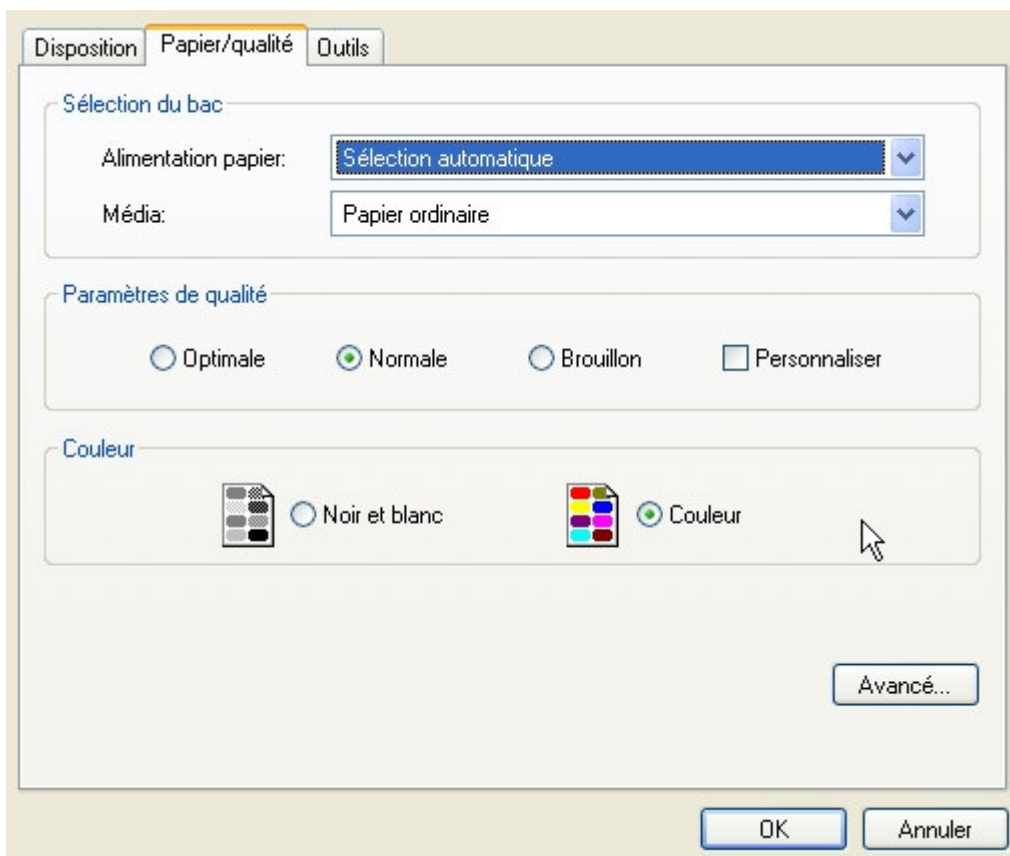 Disposition Papier/qualité Outils
Sélection du bac
Alimentation papier: Sélection automatique
Média: Papier ordinaire
Paramètres de qualité
Optimale Normale Brouillon Personnaliser
Couleur
Noir et blanc Couleur
Avancé...
OK Annuler